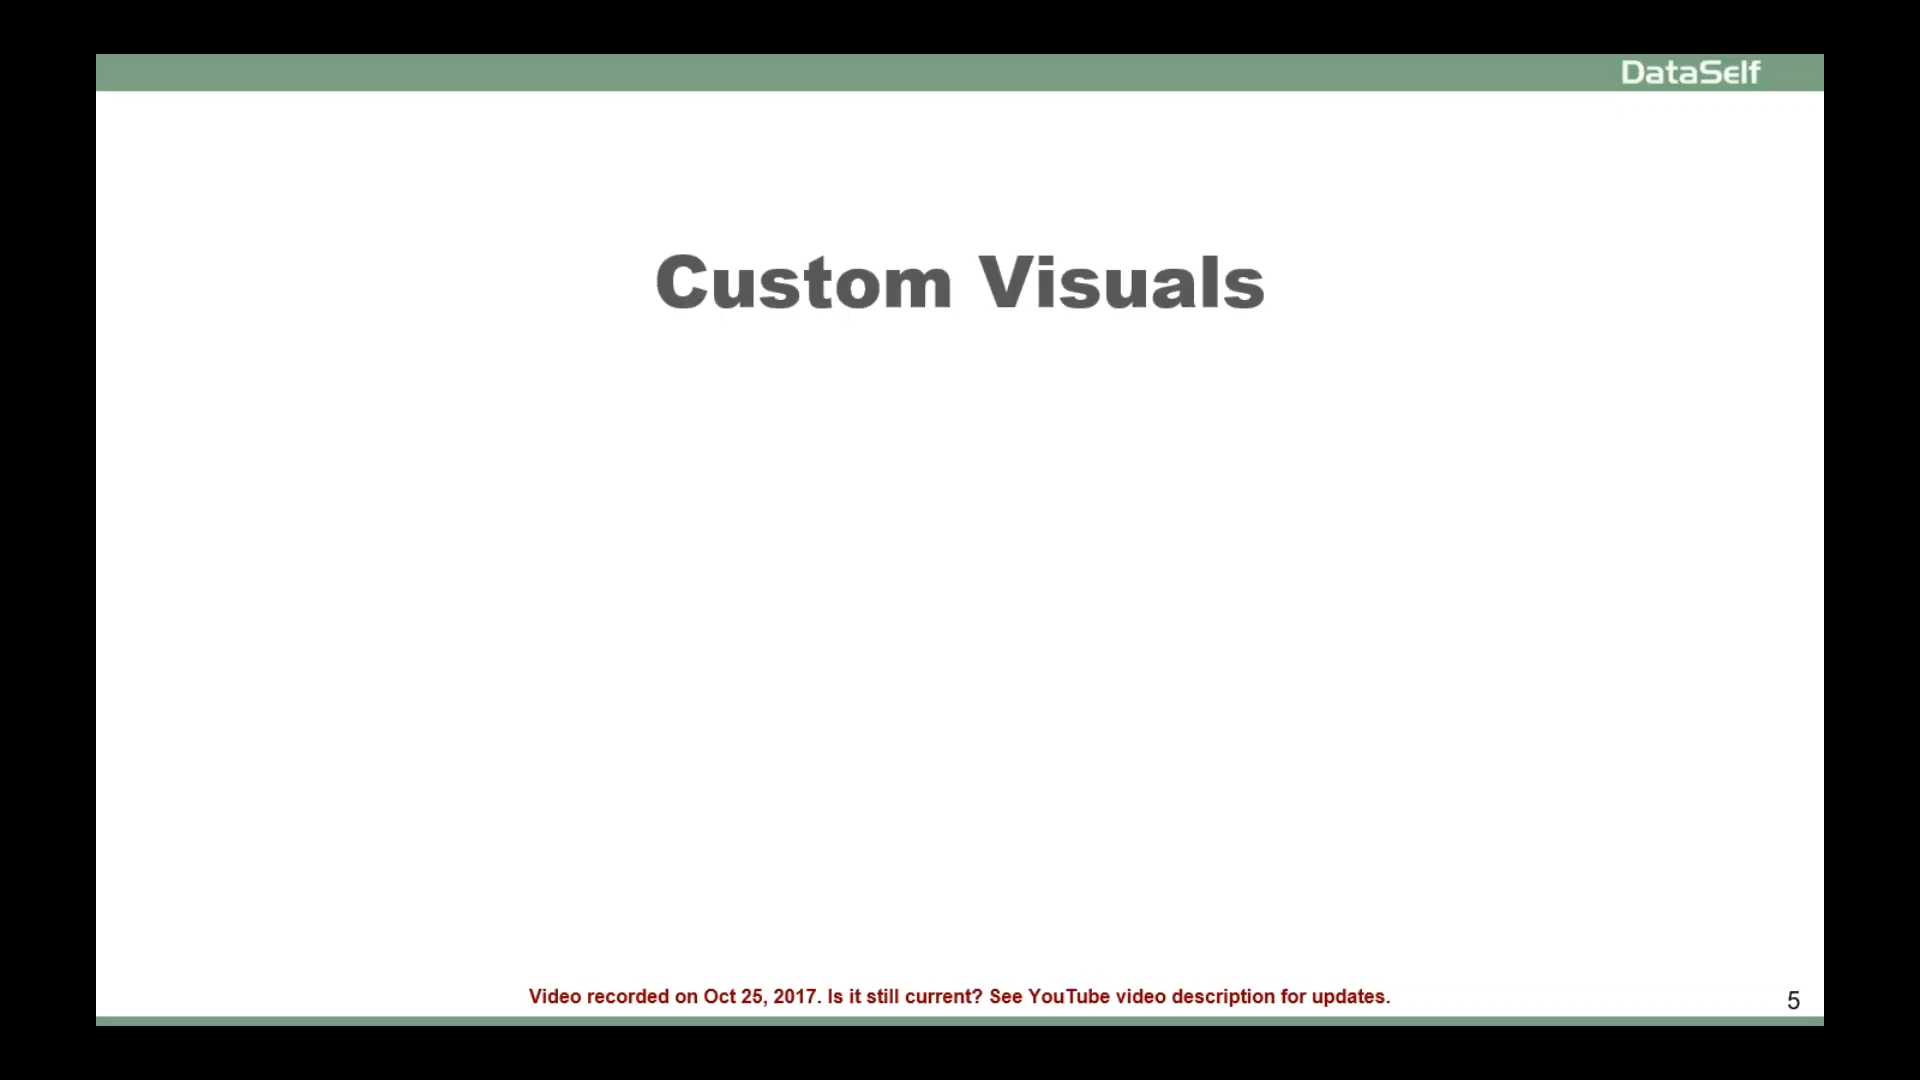 DataSelf
Custom Visuals
Video recorded on Oct 25, 2017. Is it still current? See YouTube video description for updates.
5